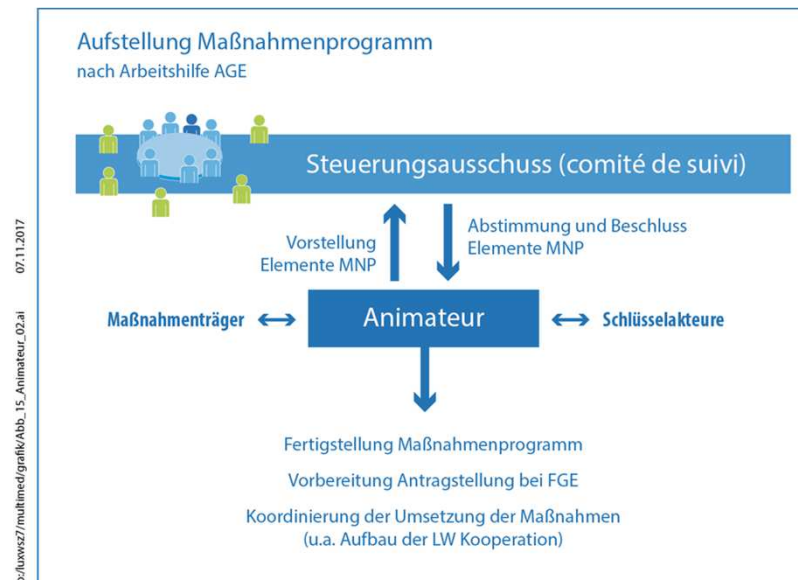 Aufstellung Maßnahmenprogramm
nach Arbeitshilfe AGE
Steuerungsausschuss (comité de suivi)
Vorstellung
Elemente MNP
Abstimmung und Beschluss
Elemente MNP
Maßnahmenträger
Animateur
Schlüsselakteure
Fertigstellung Maßnahmenprogramm
Vorbereitung Antragstellung bei FGE
Koordinierung der Umsetzung der Maßnahmen
(u.a. Aufbau der LW Kooperation)
p:/luxwsz7/multimed/grafik/Abb_15_Animateur_02.ai 07.11.2017